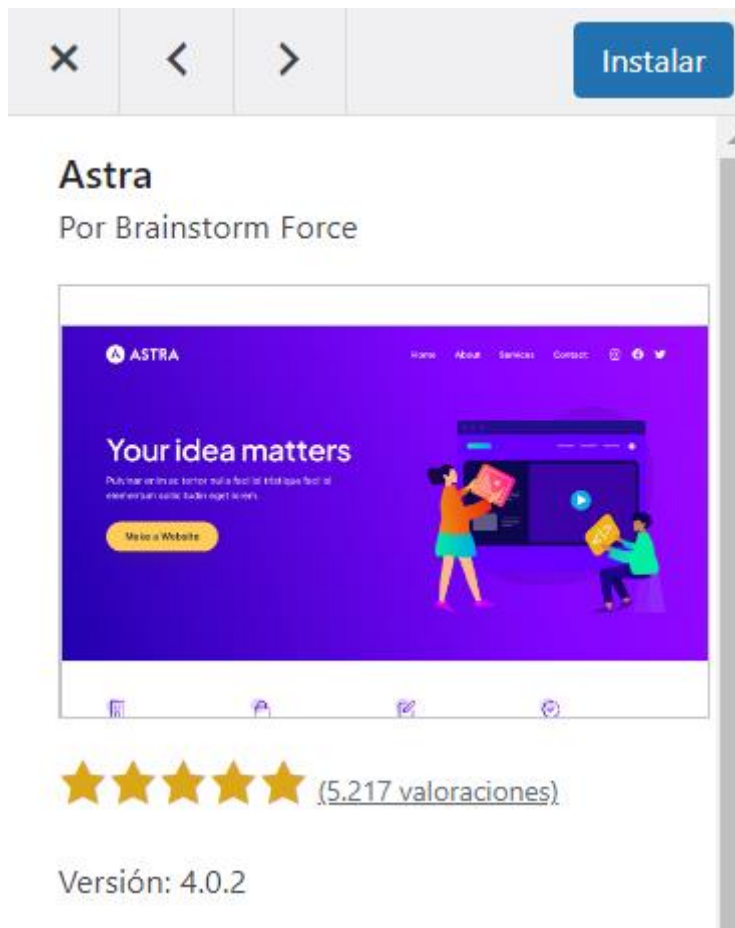 Instalar
Astra
Por Brainstorm Force
ASTRA
Home About Services Contact
Your idea matters
Make a Website
(5.217 valoraciones)
Versión: 4.0.2